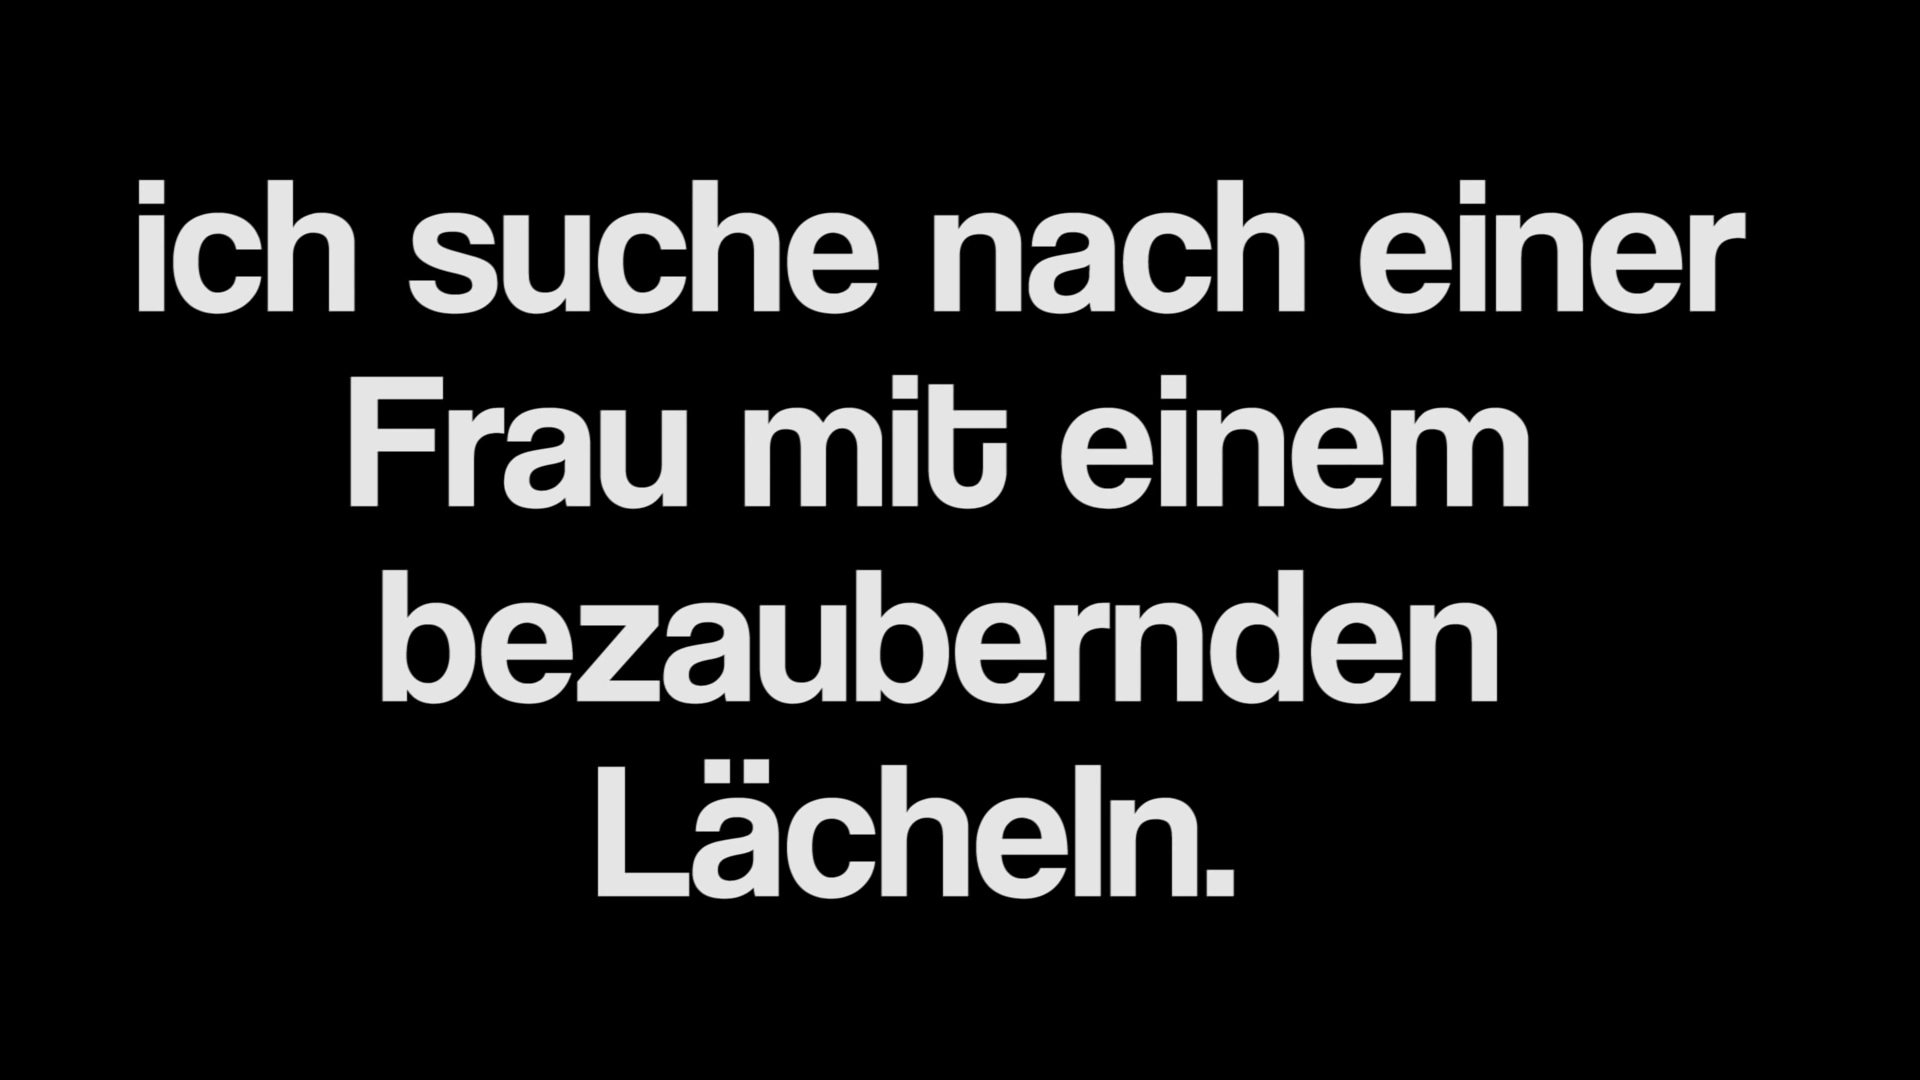 ich suche nach einer
Frau mit einem
bezaubernden
Lächeln.